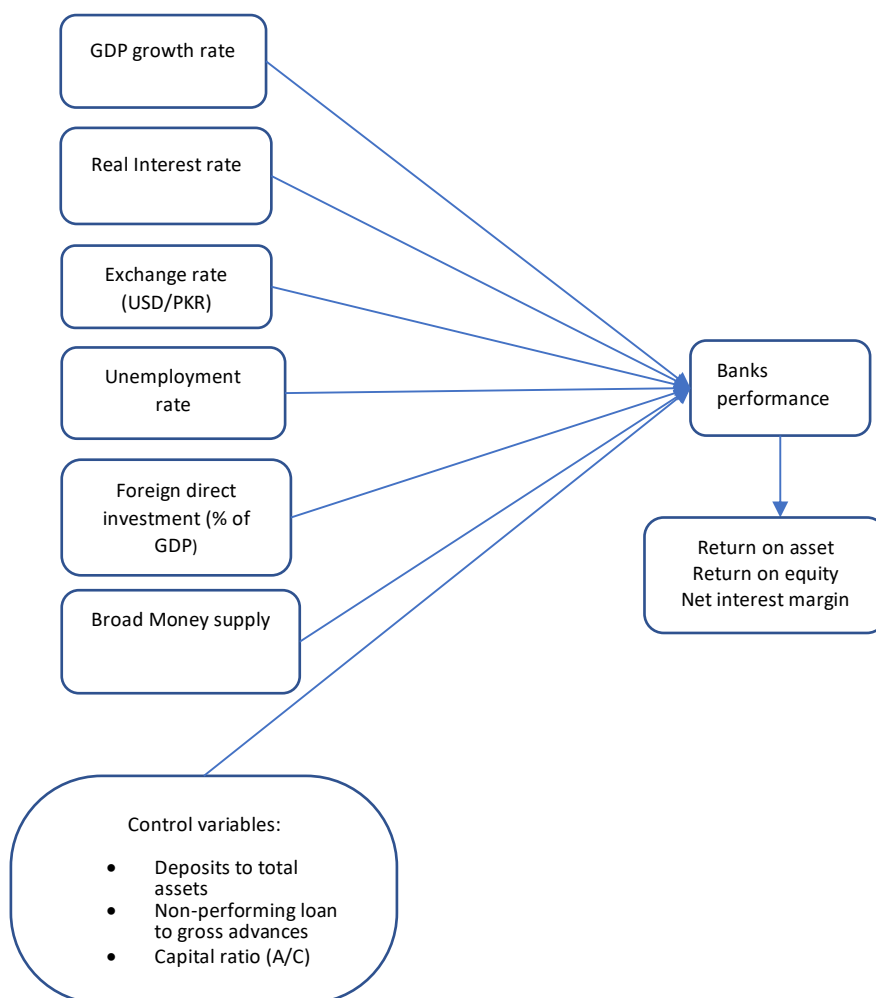 GDP growth rate
Real Interest rate
Exchange rate
(USD/PKR)
Unemployment
rate
Foreign direct
investment (% of
GDP)
Broad Money supply
Banks
performance
Return on asset
Return on equity
Net interest margin
Control variables:
• Deposits to total
assets
• Non-performing loan
to gross advances
• Capital ratio (A/C)